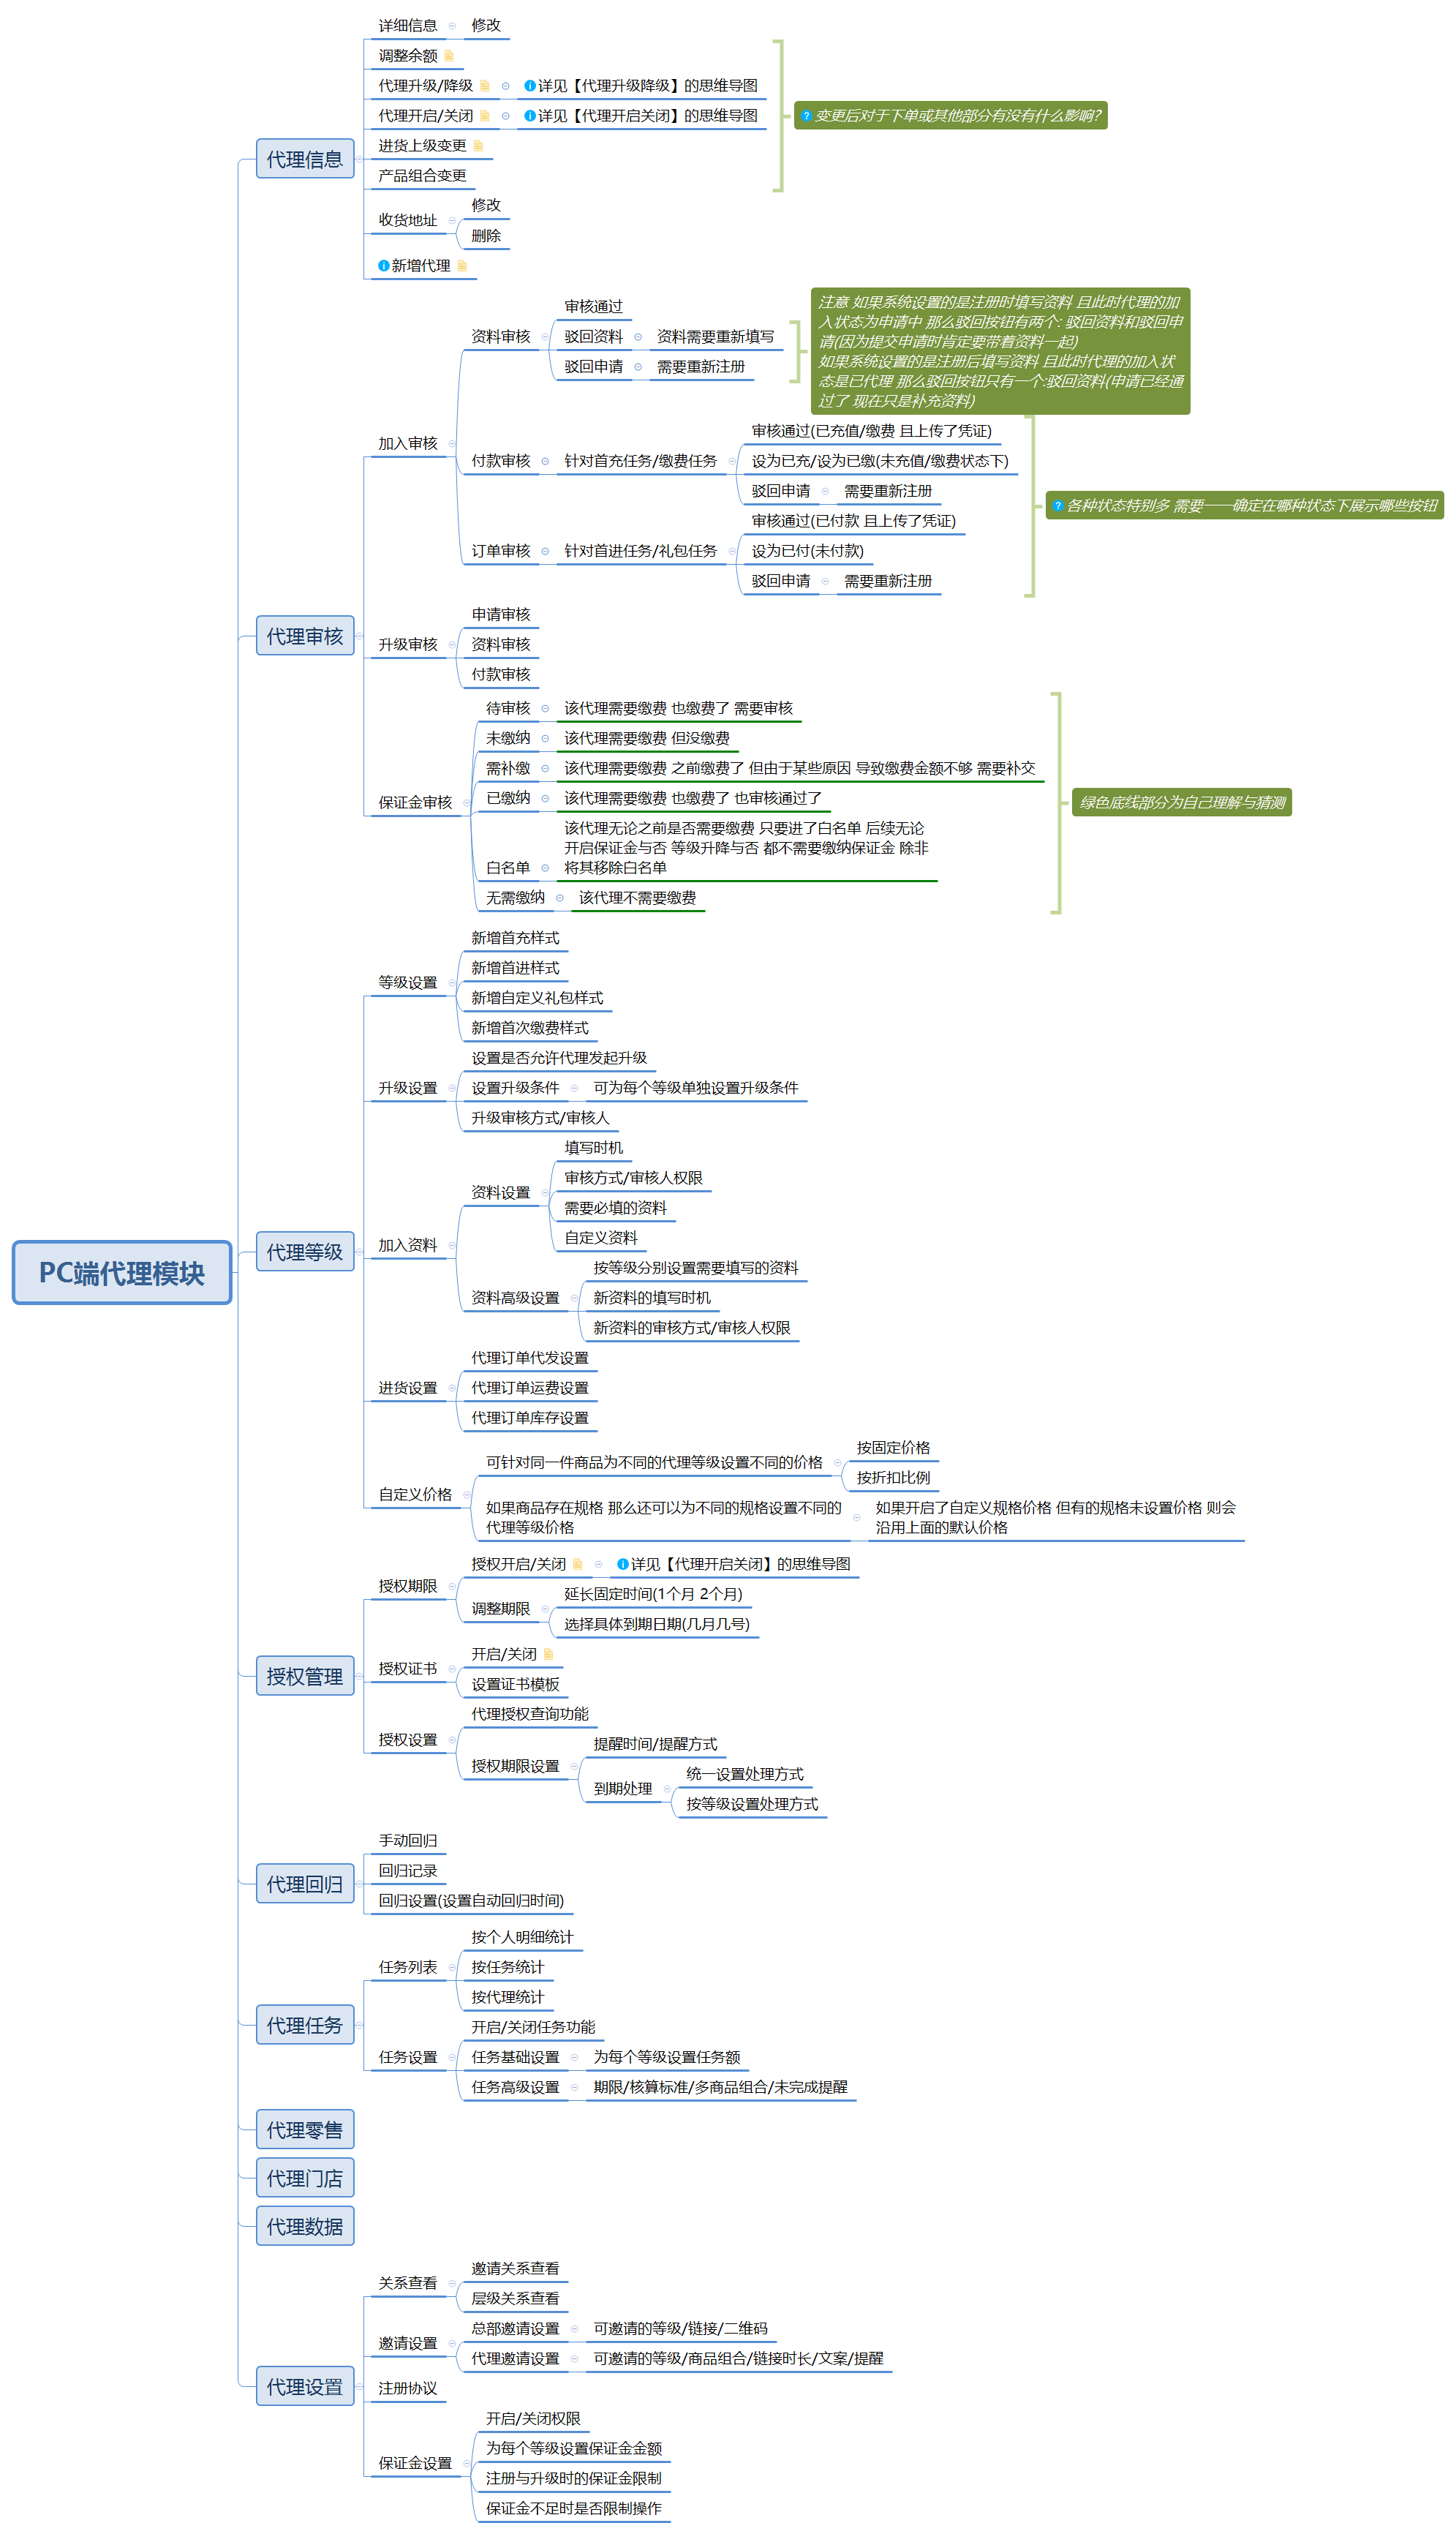 PC端代理模块
代理信息
详细信息
修改
调整余额
代理升级/降级
详见【代理升级降级】的思维导图
代理开启/关闭
详见【代理开启关闭】的思维导图
进货上级变更
产品组合变更
收货地址
修改
删除
新增代理
变更后对于下单或其他部分有没有什么影响?
代理审核
加入审核
资料审核
审核通过
驳回资料
资料需要重新填写
驳回申请
需要重新注册
注意 如果系统设置的是注册时填写资料 且此时代理的加
入状态为申请中 那么驳回按钮有两个: 驳回资料和驳回申
请(因为提交申请时肯定要带着资料一起)
如果系统设置的是注册后填写资料 且此时代理的加入状
态是已代理 那么驳回按钮只有一个:驳回资料(申请已经通
过了 现在只是补充资料)
付款审核
针对首充任务/缴费任务
审核通过(已充值/缴费 且上传了凭证)
设为已充/设为已缴(未充值/缴费状态下)
驳回申请
需要重新注册
订单审核
针对首进任务/礼包任务
审核通过(已付款 且上传了凭证)
设为已付(未付款)
驳回申请
需要重新注册
各种状态特别多 需要一一确定在哪种状态下展示哪些按钮
升级审核
申请审核
资料审核
付款审核
保证金审核
待审核
该代理需要缴费 也缴费了 需要审核
未缴纳
该代理需要缴费 但没缴费
需补缴
该代理需要缴费 之前缴费了 但由于某些原因 导致缴费金额不够 需要补交
已缴纳
该代理需要缴费 也缴费了 也审核通过了
白名单
该代理无论之前是否需要缴费 只要进了白名单 后续无论
开启保证金与否 等级升降与否 都不需要缴纳保证金 除非
将其移除白名单
无需缴纳
该代理不需要缴费
绿色底线部分为自己理解与猜测
代理等级
等级设置
新增首充样式
新增首进样式
新增自定义礼包样式
新增首次缴费样式
升级设置
设置是否允许代理发起升级
设置升级条件
可为每个等级单独设置升级条件
升级审核方式/审核人
加入资料
资料设置
填写时机
审核方式/审核人权限
需要必填的资料
自定义资料
资料高级设置
按等级分别设置需要填写的资料
新资料的填写时机
新资料的审核方式/审核人权限
进货设置
代理订单代发设置
代理订单运费设置
代理订单库存设置
自定义价格
可针对同一件商品为不同的代理等级设置不同的价格
按固定价格
按折扣比例
如果商品存在规格 那么还可以为不同的规格设置不同的
代理等级价格
如果开启了自定义规格价格 但有的规格未设置价格 则会
沿用上面的默认价格
授权管理
授权期限
授权开启/关闭
详见【代理开启关闭】的思维导图
调整期限
延长固定时间(1个月 2个月)
选择具体到期日期(几月几号)
授权证书
开启/关闭
设置证书模板
授权设置
代理授权查询功能
授权期限设置
提醒时间/提醒方式
到期处理
统一设置处理方式
按等级设置处理方式
代理回归
手动回归
回归记录
回归设置(设置自动回归时间)
代理任务
任务列表
按个人明细统计
按任务统计
按代理统计
任务设置
开启/关闭任务功能
任务基础设置
为每个等级设置任务额
任务高级设置
期限/核算标准/多商品组合/未完成提醒
代理零售
代理门店
代理数据
代理设置
关系查看
邀请关系查看
层级关系查看
邀请设置
总部邀请设置
可邀请的等级/链接/二维码
代理邀请设置
可邀请的等级/商品组合/链接时长/文案/提醒
注册协议
保证金设置
开启/关闭权限
为每个等级设置保证金金额
注册与升级时的保证金限制
保证金不足时是否限制操作